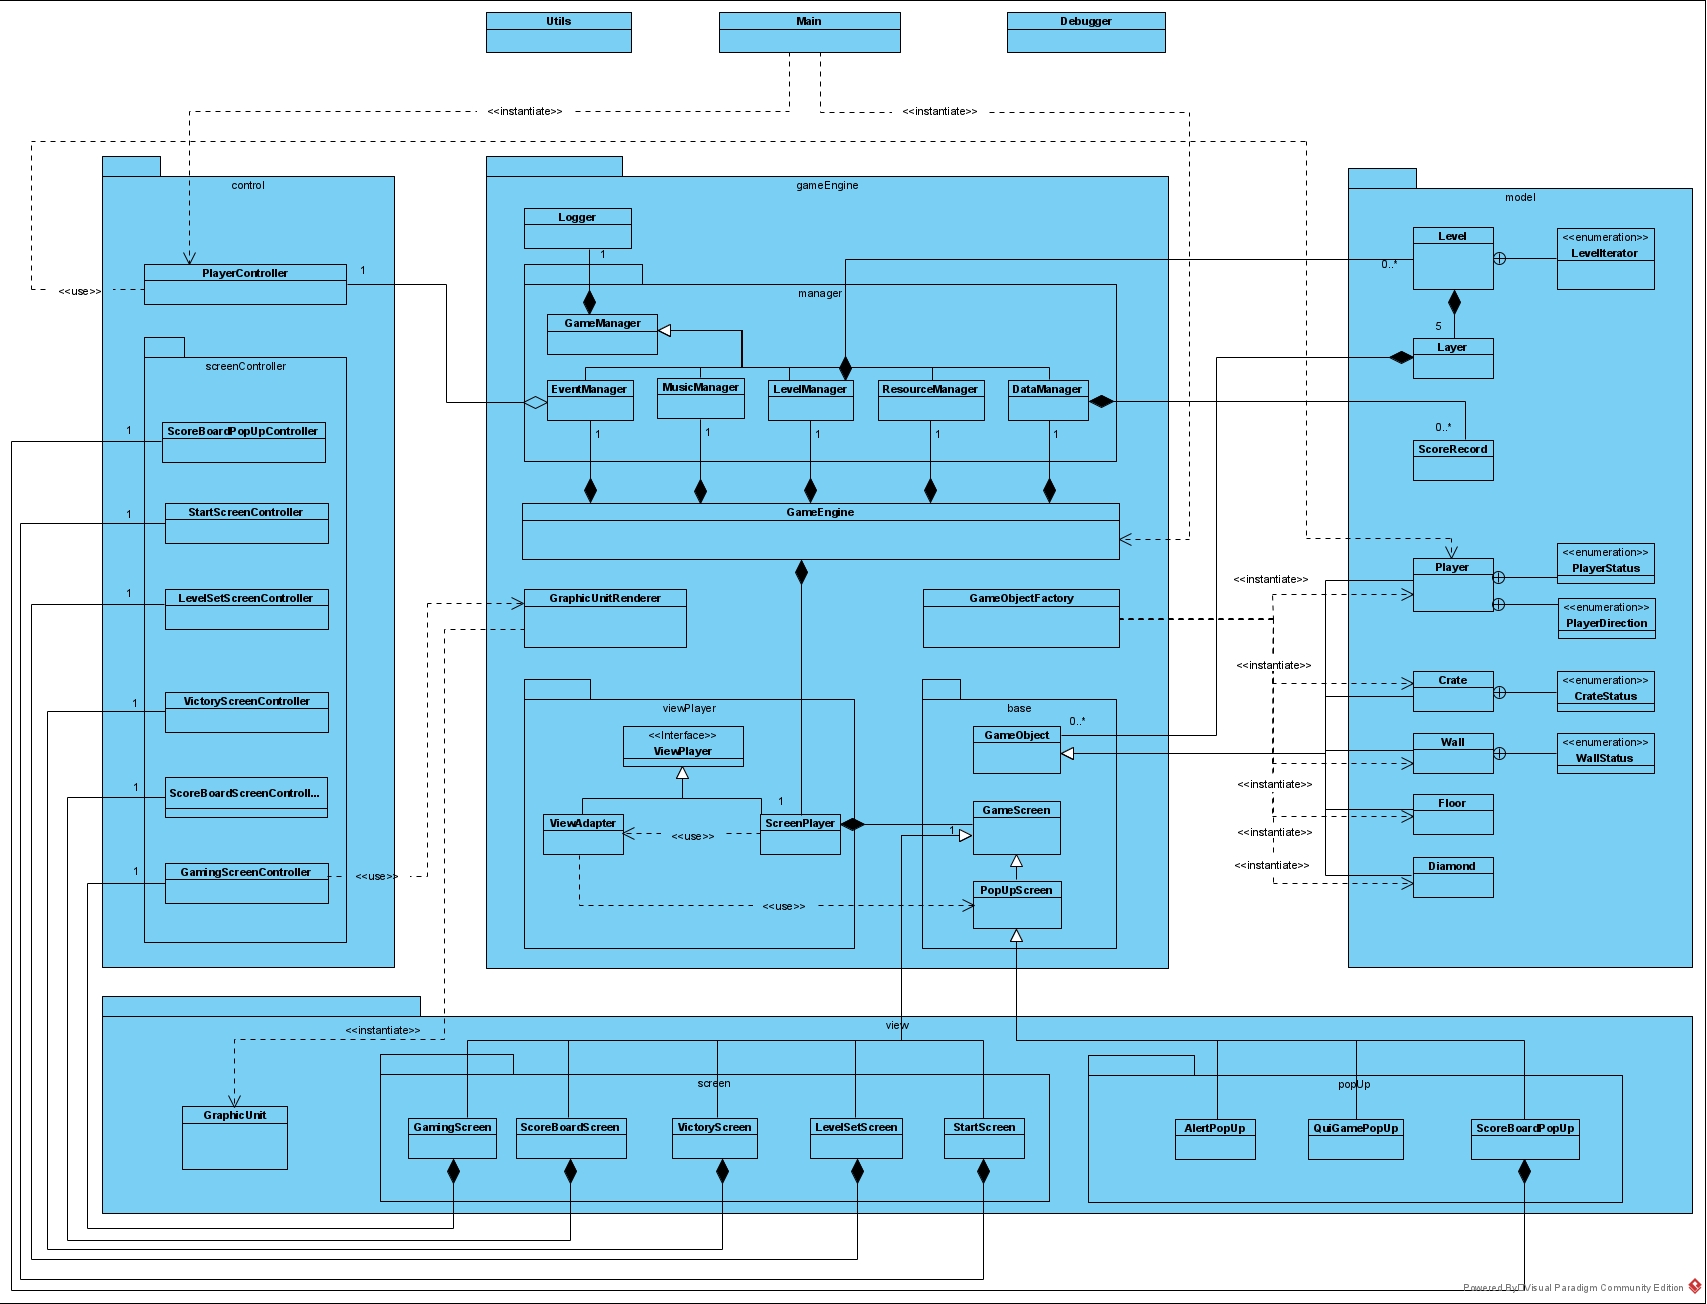 Utils
Main
Debugger
<<instantiate>>
<<instantiate>>
control
gameEngine
model
Logger
1
PlayerController
1
<<use>>
manager
GameManager
Level
<<enumeration>>
LevelIterator
0..*
5
Layer
screenController
EventManager
MusicManager
LevelManager
ResourceManager
DataManager
1
1
1
1
1
0..*
ScoreRecord
1
ScoreBoardPopUpController
1
StartScreenController
GameEngine
1
LevelSetScreenController
GraphicUnitRenderer
GameObjectFactory
<<instantiate>>
Player
<<enumeration>>
PlayerStatus
<<enumeration>>
PlayerDirection
<<instantiate>>
Crate
<<enumeration>>
CrateStatus
1
VictoryScreenController
viewPlayer
<<Interface>>
ViewPlayer
base
0..*
GameObject
Wall
<<enumeration>>
WallStatus
<<instantiate>>
1
ScoreBoardScreenControll...
1
ViewAdapter
<<use>>
ScreenPlayer
GameScreen
1
Floor
<<instantiate>>
1
GamingScreenController
<<use>>
<<instantiate>>
Diamond
PopUpScreen
<<use>>
view
<<instantiate>>
screen
popUp
GraphicUnit
GamingScreen
ScoreBoardScreen
VictoryScreen
LevelSetScreen
StartScreen
AlertPopUp
QuiGamePopUp
ScoreBoardPopUp
Powered By Visual Paradigm Community Edition